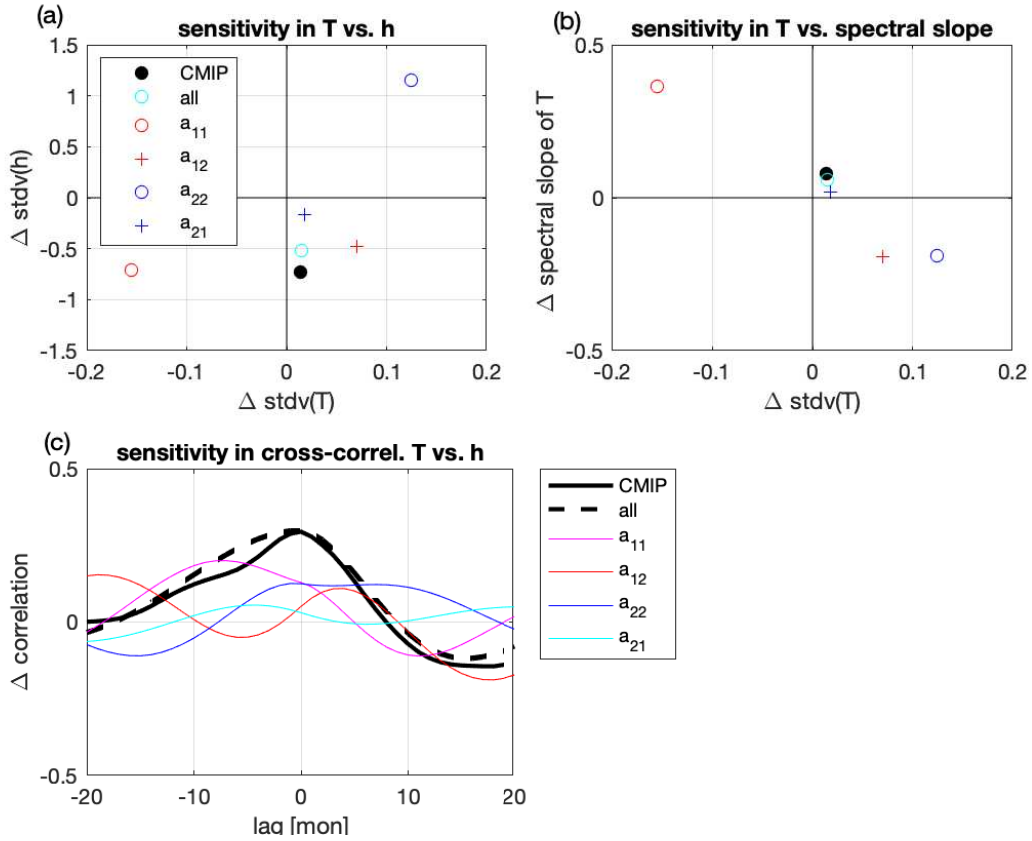 (a)
sensitivity in T vs. h
1.5
1
0.5
0
-0.5
-1
-1.5
Δ stdv(h)
CMIP
all
a11
a12
a22
a21
-0.2
-0.1
0
0.1
0.2
Δ stdv(T)
(b)
sensitivity in T vs. spectral slope
0.5
0
-0.5
Δ spectral slope of T
-0.2
-0.1
0
0.1
0.2
Δ stdv(T)
(c)
sensitivity in cross-correl. T vs. h
0.5
0
-0.5
Δ correlation
-20
-10
0
10
20
lag [mon]
CMIP
all
a11
a12
a22
a21